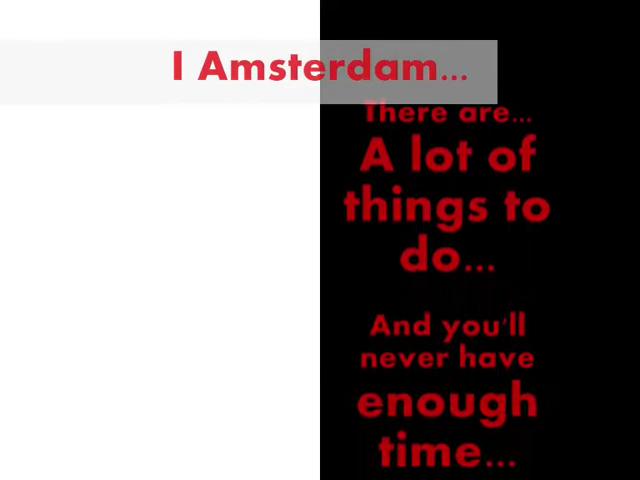 I Amsterdam...
There are...
A lot of
things to
do...
And you'll
never have
enough
time...